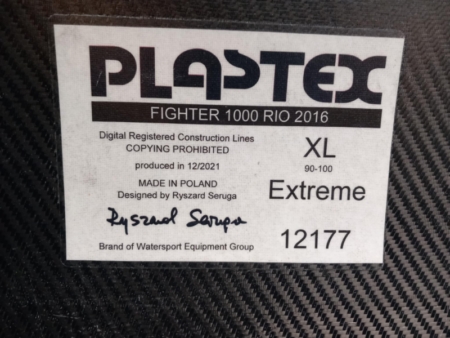 PLASTEX
FIGHTER 1000 RIO 2016
Digital Registered Construction Lines
COPYING PROHIBITED
produced in 12/2021
MADE IN POLAND
Designed by Ryszard Seruga
Ryszard Seruga
Brand of Watersport Equipment Group
XL
90-100
Extreme
12177